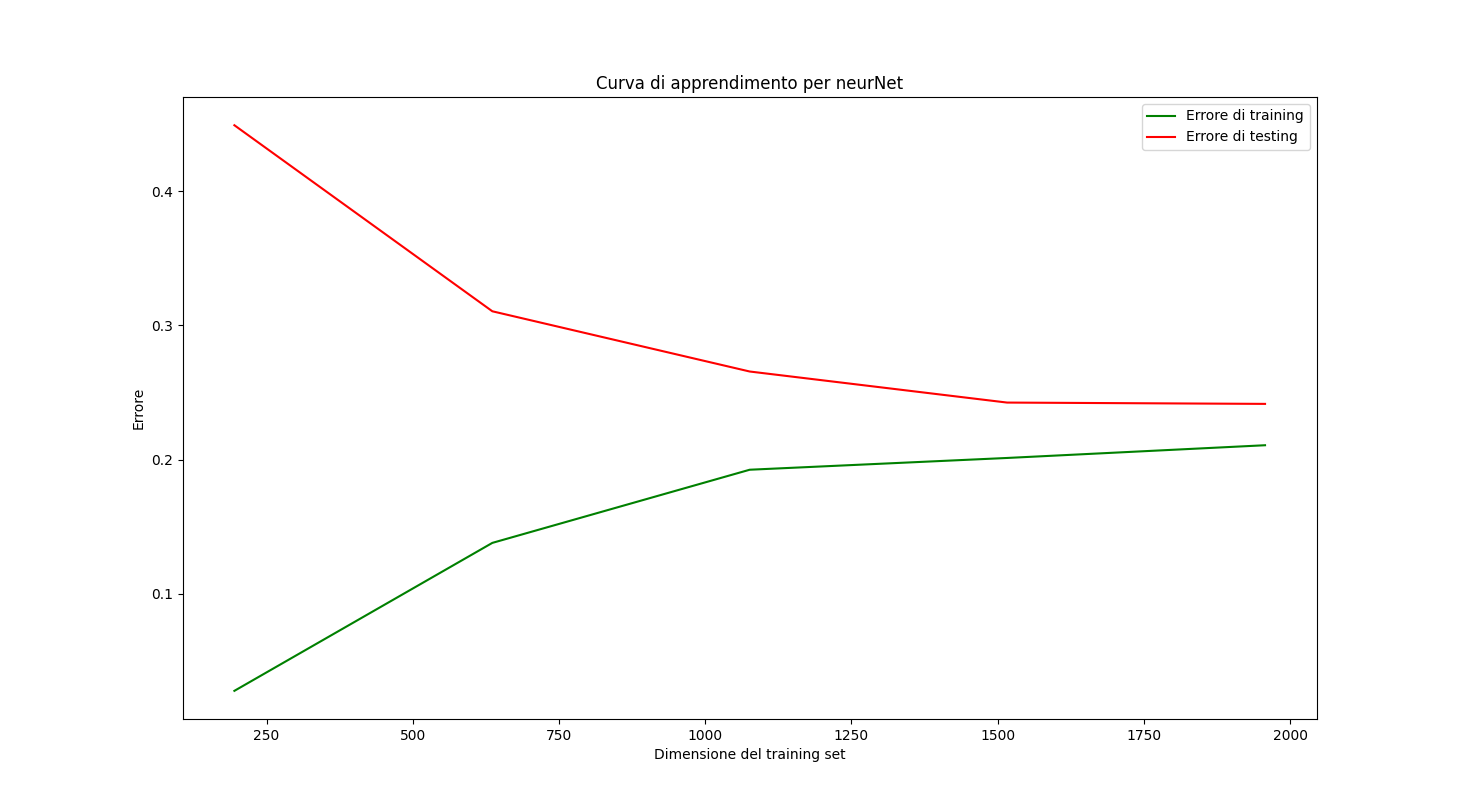 Curva di apprendimento per neurNet
Errore di training
Errore di testing
0.4
0.3
0.2
0.1
Errore
250 500 750 1000 1250 1500 1750 2000
Dimensione del training set